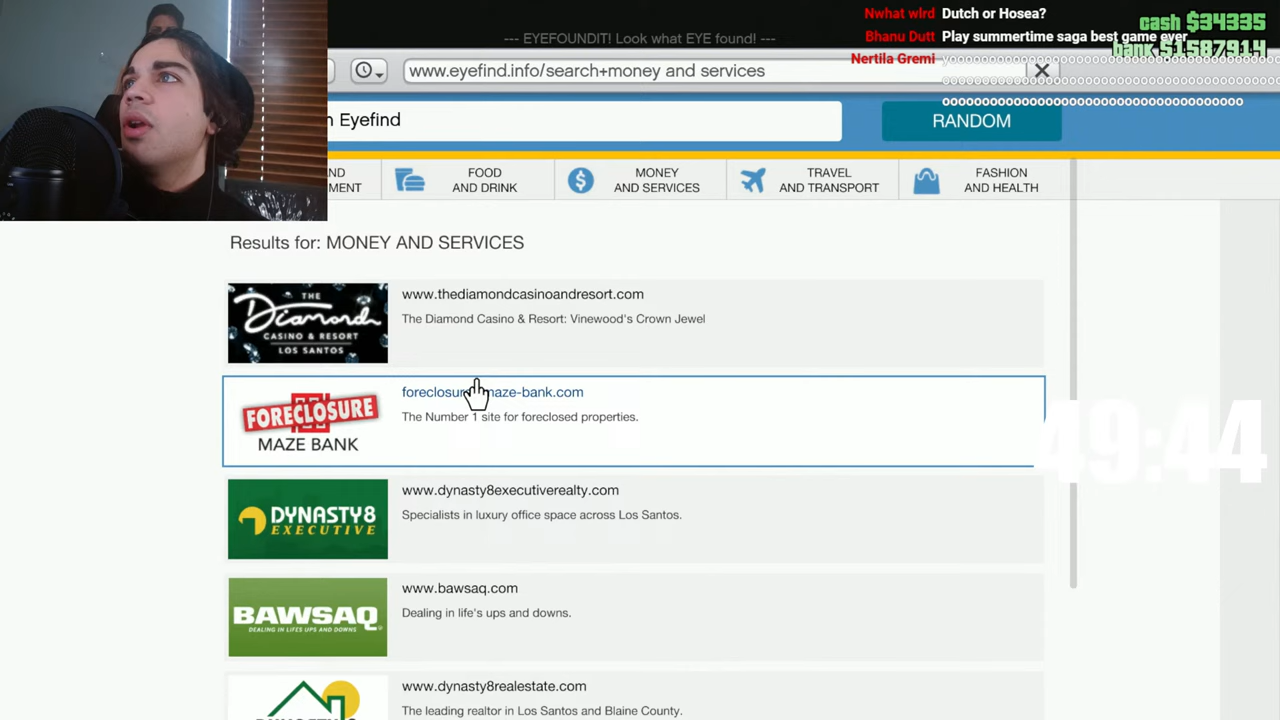 Nwhat wlrd Dutch or Hosea?
Bhanu Dutt Play summertime saga best game ever
Nertila Gremi
cash $34335
bank $1587914
--- EYEFOUNDIT! Look what EYE found! ---
www.eyefind.info/search+money and services
Eyefind
RANDOM
FOOD
AND DRINK
MONEY
AND SERVICES
TRAVEL
AND TRANSPORT
FASHION
AND HEALTH
Results for: MONEY AND SERVICES
THE
Diamond
CASINO & RESORT
LOS SANTOS
www.thediamondcasinoandresort.com
The Diamond Casino & Resort: Vinewood's Crown Jewel
FORECLOSURE
MAZE BANK
maze-bank.com
The Number 1 site for foreclosed properties.
49:44
DYNASTY8
EXECUTIVE
www.dynasty8executiverealty.com
Specialists in luxury office space across Los Santos.
BAWSAQ
DEALING IN LIFE'S UPS AND DOWNS
www.bawsaq.com
Dealing in life's ups and downs.
www.dynasty8realestate.com
The leading realtor in Los Santos and Blaine County.